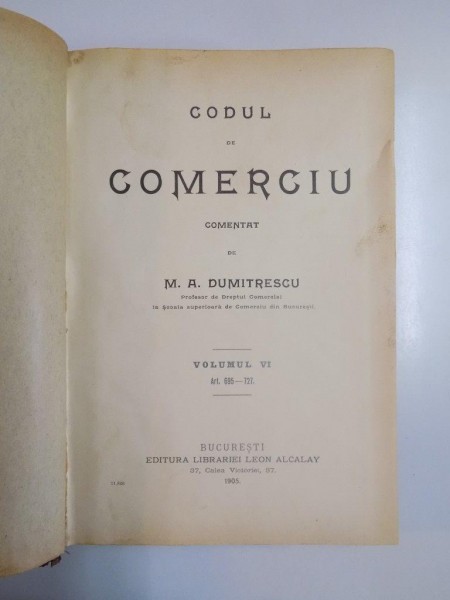 CODUL
DE
COMERCIU
COMENTAT
DE
M. A. DUMITRESCU
Profesor de Dreptul Comercial
la Școala superioară de Comerciu din București
VOLUMUL VI
Art. 695—727.
BUCUREȘTI
EDITURA LIBRARIEI LEON ALCALAY
37, Calea Victoriei, 37.
1905